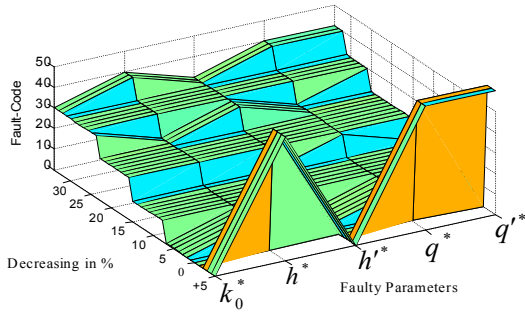 50
40
30
20
10
0
Fault-Code
30
25
20
15
10
5
0
+5
Decreasing in %
k₀*
h*
h'*
q*
q'*
Faulty Parameters